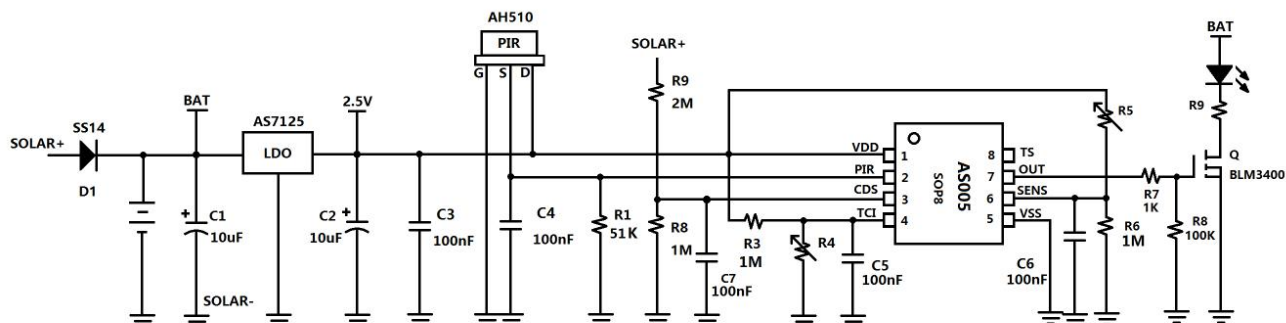 AH510
PIR
G S D
SOLAR+
SS14
D1
BAT
C1
10uF
SOLAR-
AS7125
LDO
2.5V
C2
10uF
C3
100nF
C4
100nF
R1
51K
SOLAR+
R9
2M
R8
1M
C7
100nF
R3
1M
R4
C5
100nF
VDD
PIR
CDS
TCI
1
2
3
4
AS005
SOP8
8
7
6
5
TS
OUT
SENS
VSS
R5
C6
100nF
R6
1M
R7
1K
R8
100K
BAT
R9
Q
BLM3400